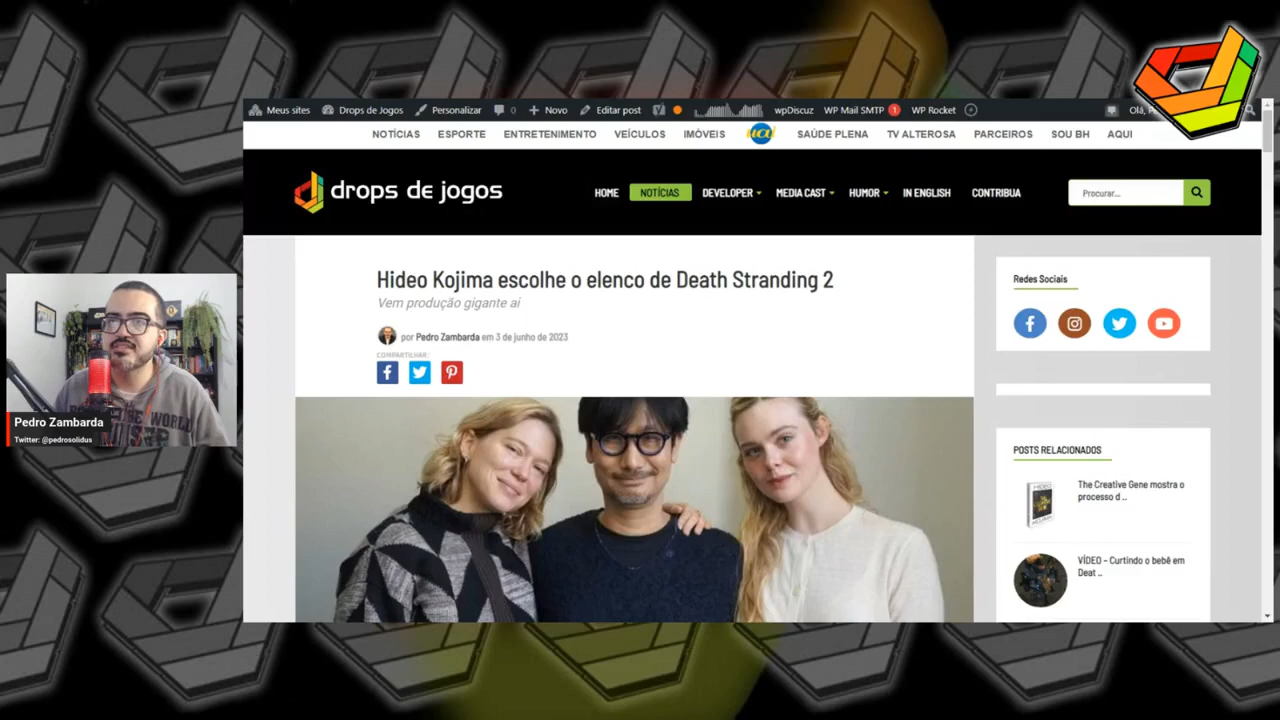 Meus sites Drops de Jogos Personalizar 0 Novo Editar post wpDiscuz WP Mail SMTP 1 WP Rocket Olá,
NOTÍCIAS ESPORTE ENTRETENIMENTO VEÍCULOS IMÓVEIS uai SAÚDE PLENA TV ALTEROSA PARCEIROS SOU BH AQUI
drops de jogos HOME NOTÍCIAS DEVELOPER MEDIA CAST HUMOR IN ENGLISH CONTRIBUA Procurar...
Hideo Kojima escolhe o elenco de Death Stranding 2
Vem produção gigante ai
por Pedro Zambarda em 3 de junho de 2023
COMPARTILHAR:
Redes Sociais
POSTS RELACIONADOS
The Creative Gene mostra o
processo d ..
VÍDEO – Curtindo o bebê em
Deat ..
Pedro Zambarda
Twitter: @pedrosolidus